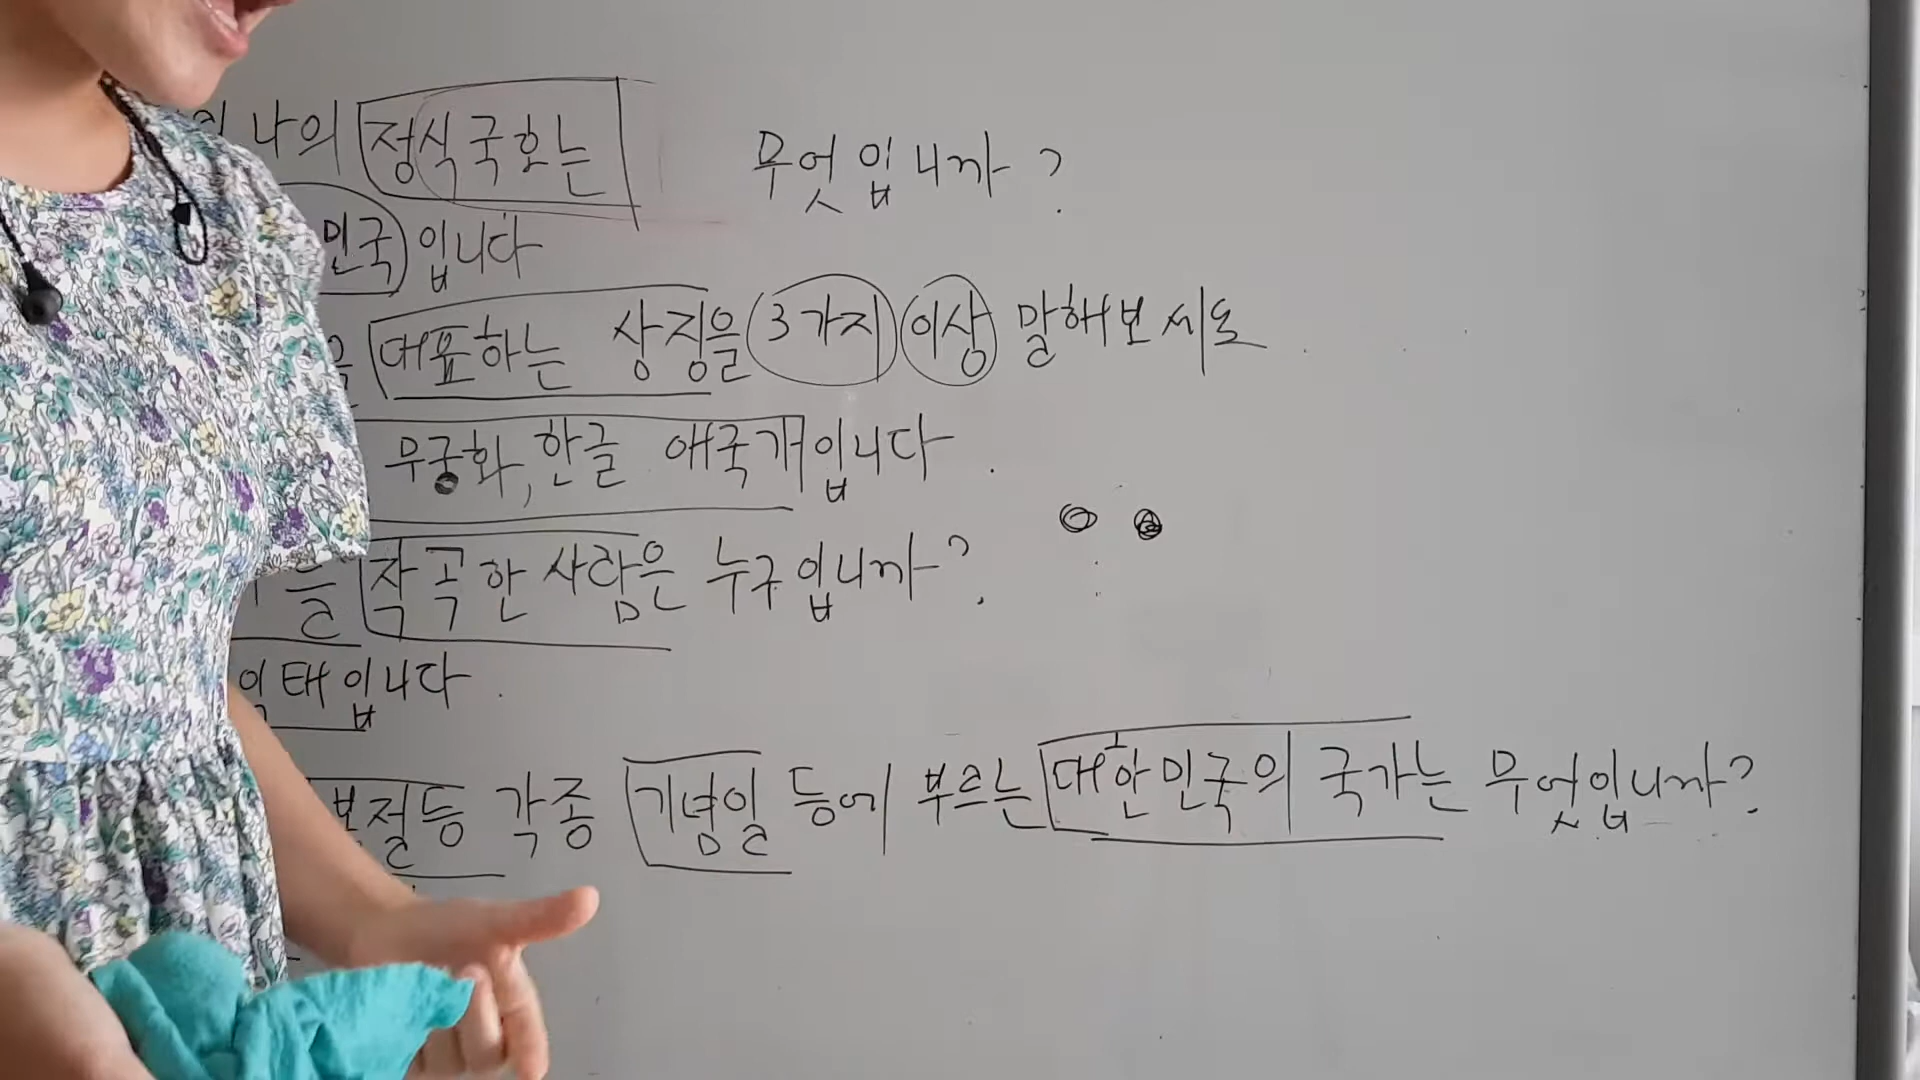 나의 정식국호는 무엇입니까?
민국입니다
대표하는 상징을 3가지 이상 말해보세요.
무궁화, 한글 애국가입니다.
를 작곡한 사람은 누구입니까?
익태입니다.
보절등 각종 기념일 등에 부르는 대한민국의 국가는 무엇입니까?